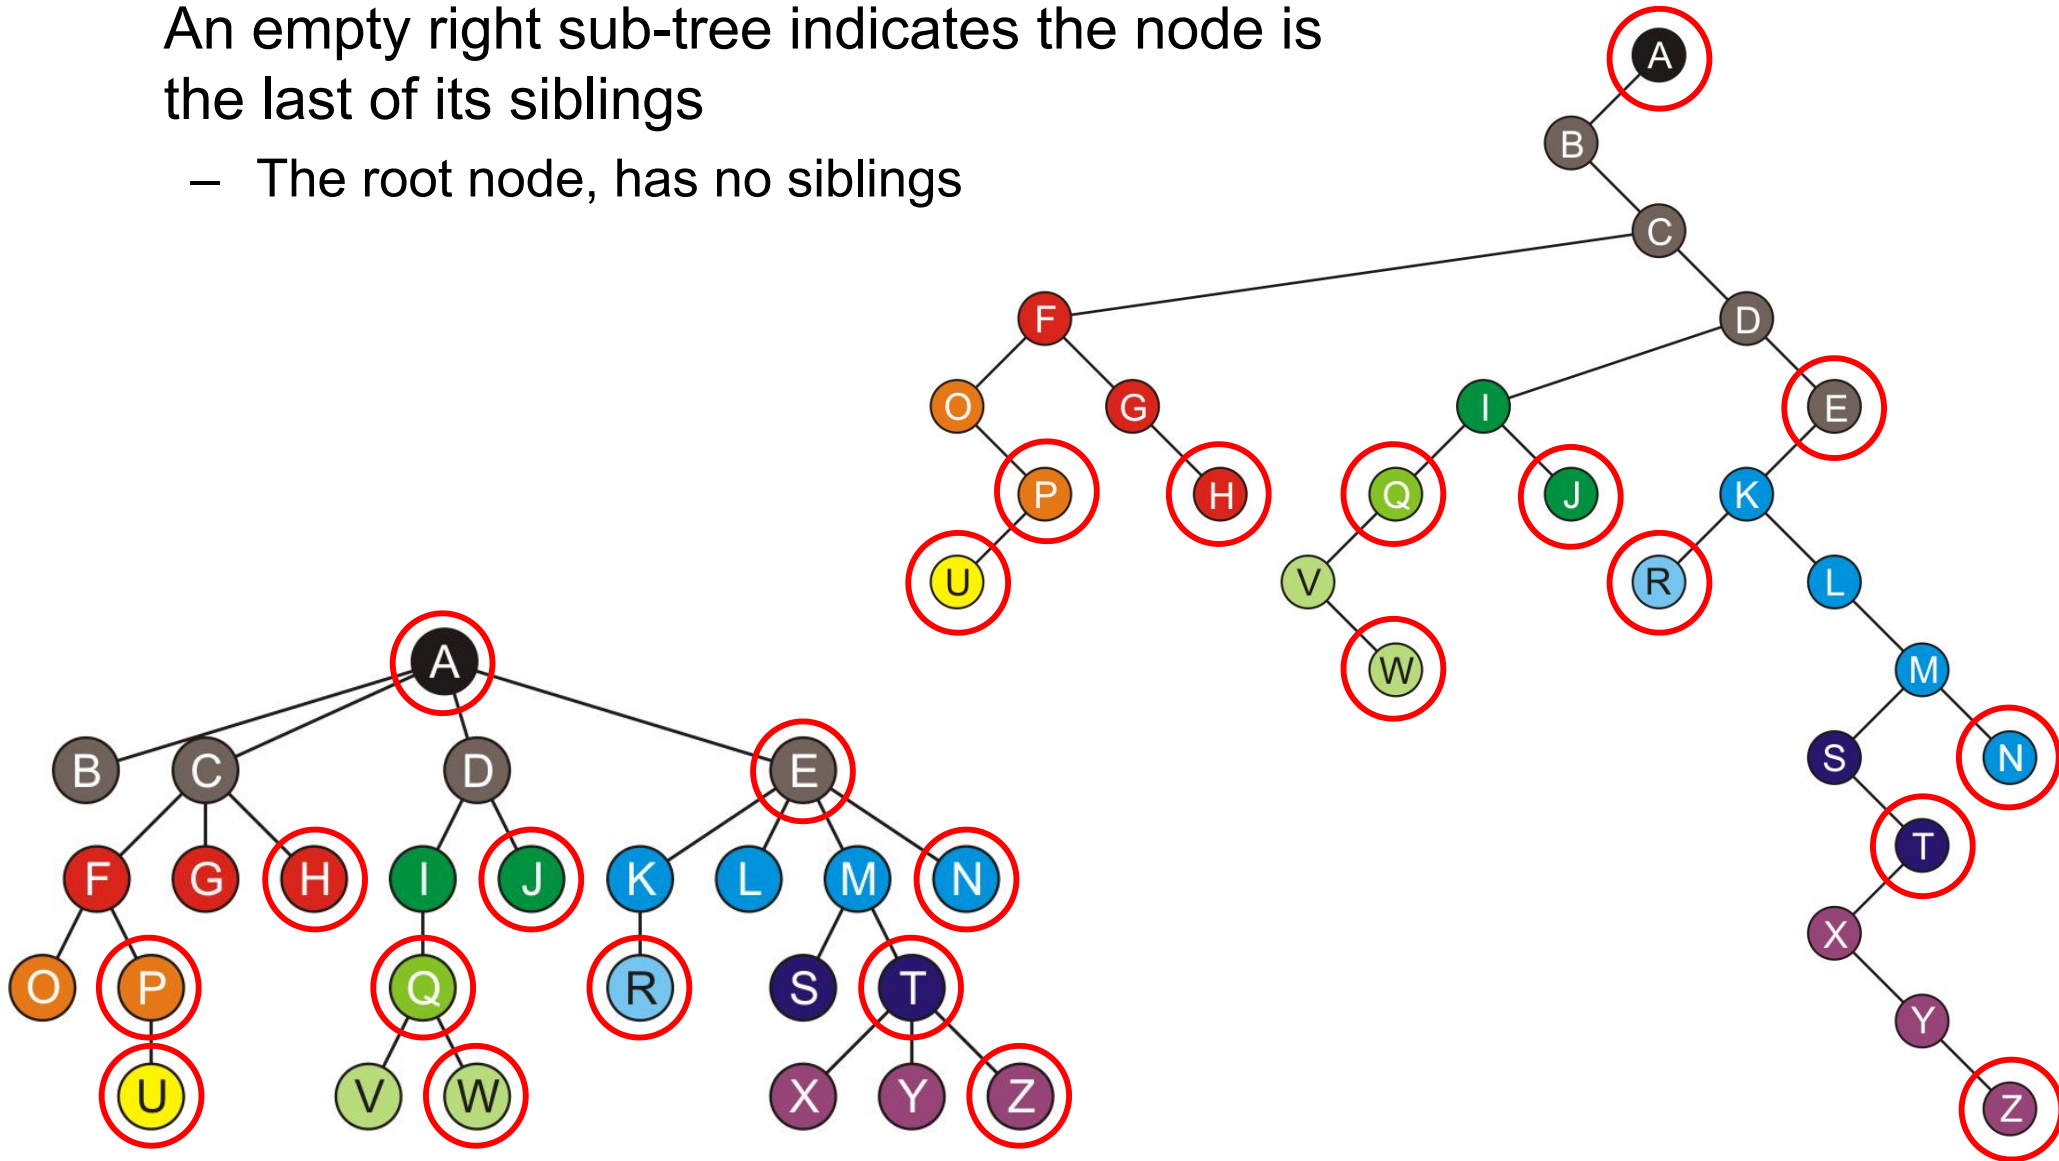 An empty right sub-tree indicates the node is
the last of its siblings
– The root node, has no siblings
A
B
C
F
D
O
G
I
E
P
H
Q
J
K
U
V
R
L
W
M
S
N
T
X
Y
Z
A
B C D E
F G H I J K L M N
O P Q R S T
U V W X Y Z